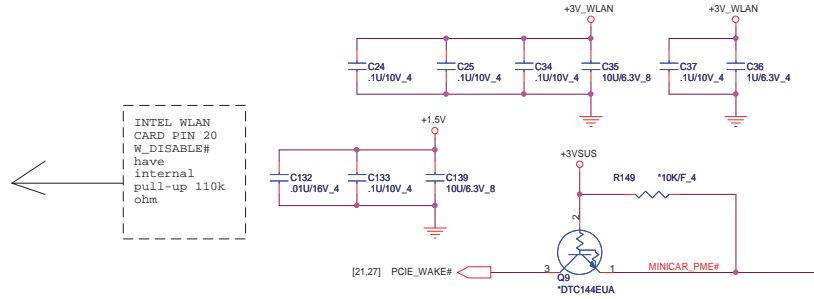 +3V_WLAN
+3V_WLAN
C24
.1U/10V_4
C25
.1U/10V_4
C34
.1U/10V_4
C35
10U/6.3V_8
C37
.1U/10V_4
C36
1U/6.3V_4
INTEL WLAN
CARD PIN 20
W_DISABLE#
have
internal
pull-up 110k
ohm
+1.5V
C132
.01U/16V_4
C133
.1U/10V_4
C139
10U/6.3V_8
+3VSUS
R149
*10K/F_4
2
[21,27] PCIE_WAKE#
3
1
MINICAR_PME#
Q9
*DTC144EUA